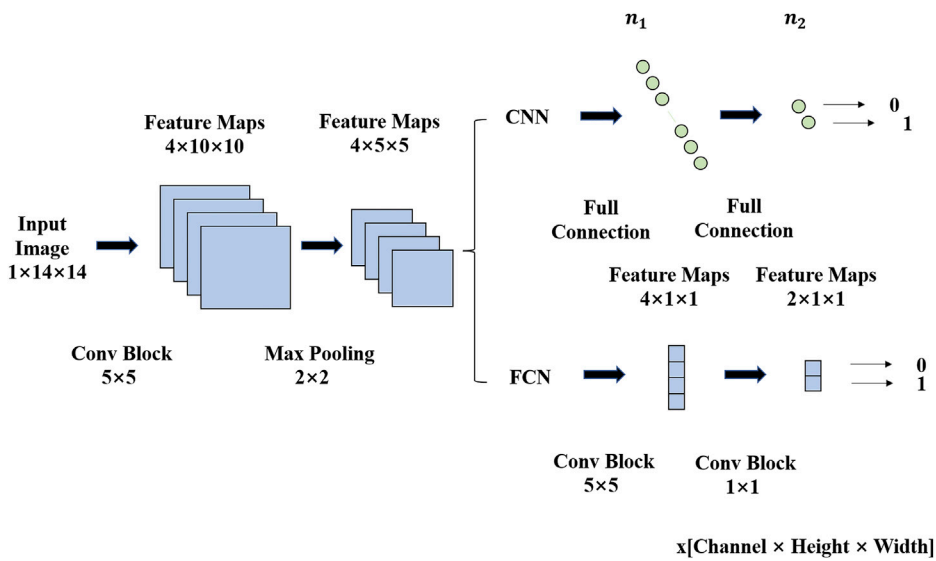 n₁
n₂
CNN
0
1
Feature Maps
4×10×10
Feature Maps
4×5×5
Input
Image
1×14×14
Full
Connection
Full
Connection
Feature Maps
4×1×1
Feature Maps
2×1×1
Conv Block
5×5
Max Pooling
2×2
FCN
0
1
Conv Block
5×5
Conv Block
1×1
x[Channel × Height × Width]